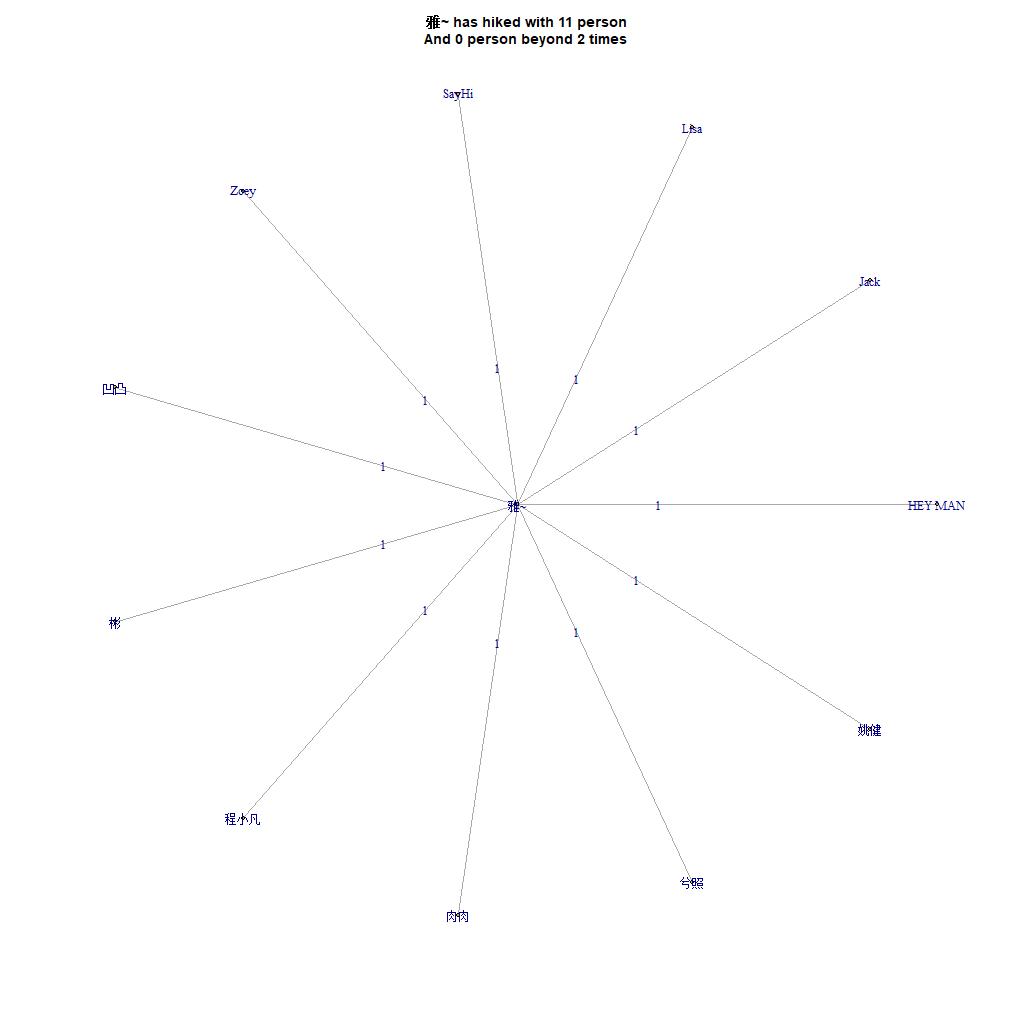 雅~ has hiked with 11 person
And 0 person beyond 2 times
SayHi
Lisa
Zoey
Jack
1
1
凹凸
1
1
1
雅~
1
HEY MAN
1
1
1
彬
1
1
姚健
程小凡
兮照
肉肉